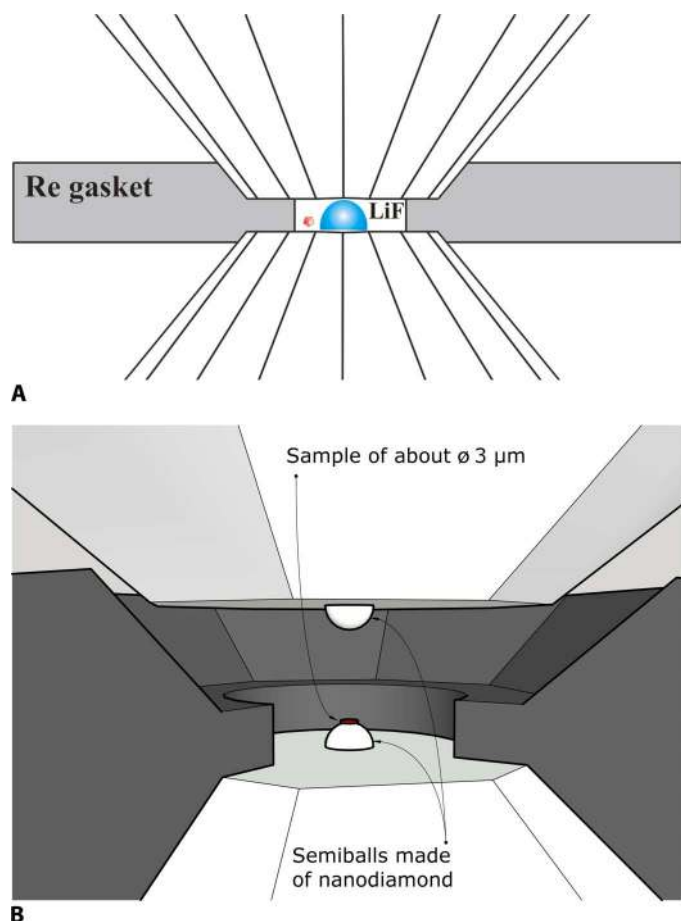 Re gasket
LiF
A
Sample of about ø 3 µm
Semiballs made
of nanodiamond
B